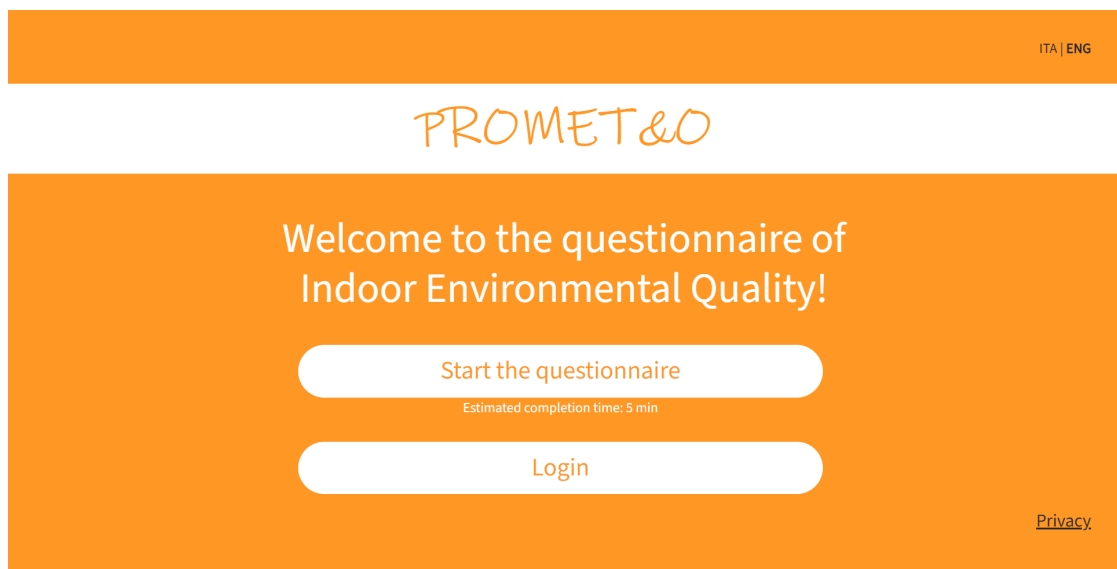 ITA | ENG
PROMET&O
Welcome to the questionnaire of
Indoor Environmental Quality!
Start the questionnaire
Estimated completion time: 5 min
Login
Privacy